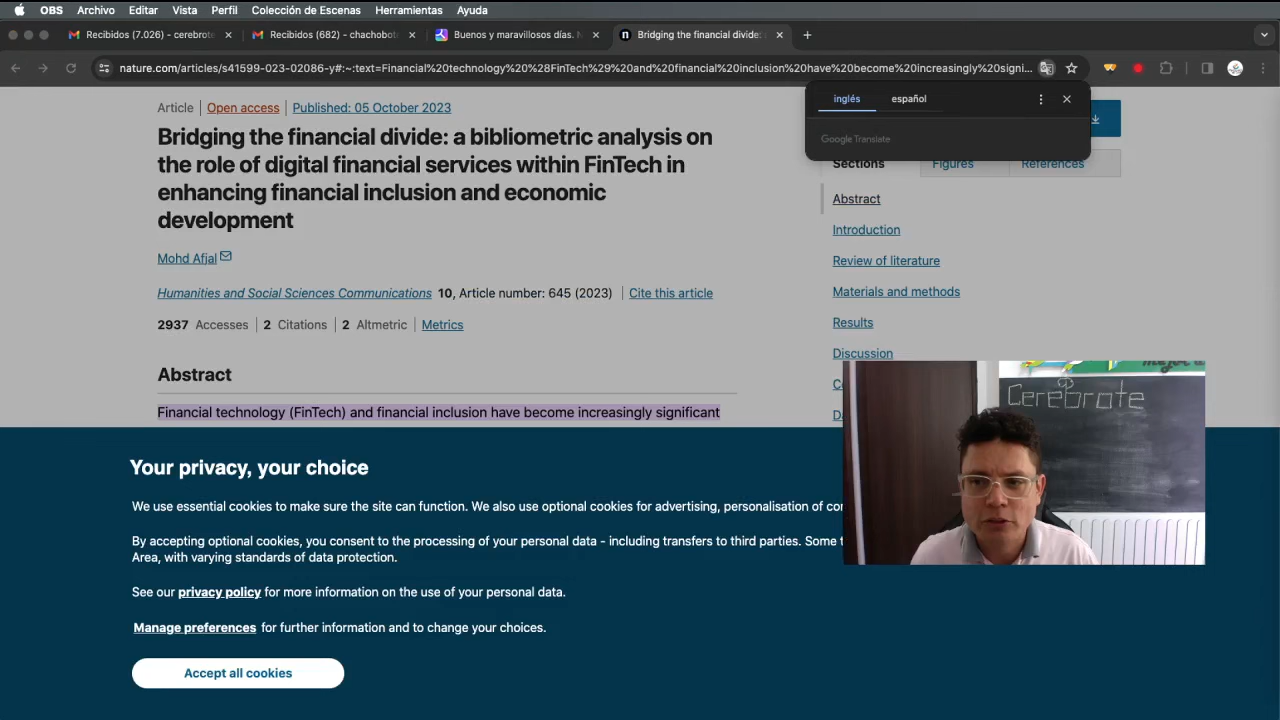 OBS Archivo Editar Vista Perfil Colección de Escenas Herramientas Ayuda
Recibidos (7.026) - cerebrote
Recibidos (682) - chachobot
Buenos y maravillosos días. N
Bridging the financial divide:
nature.com/articles/s41599-023-02086-y#:~:text=Financial%20technology%20%28FinTech%29%20and%20financial%20inclusion%20have%20become%20increasingly%20signi...
inglés español
Google Translate
Article Open access Published: 05 October 2023
Bridging the financial divide: a bibliometric analysis on
the role of digital financial services within FinTech in
enhancing financial inclusion and economic
development
Mohd Afjal
Humanities and Social Sciences Communications 10, Article number: 645 (2023) Cite this article
2937 Accesses 2 Citations 2 Altmetric Metrics
Abstract
Financial technology (FinTech) and financial inclusion have become increasingly significant
Sections Figures References
Abstract
Introduction
Review of literature
Materials and methods
Results
Discussion
Cerebrote
Your privacy, your choice
We use essential cookies to make sure the site can function. We also use optional cookies for advertising, personalisation of
By accepting optional cookies, you consent to the processing of your personal data - including transfers to third parties. Some
Area, with varying standards of data protection.
See our privacy policy for more information on the use of your personal data.
Manage preferences for further information and to change your choices.
Accept all cookies